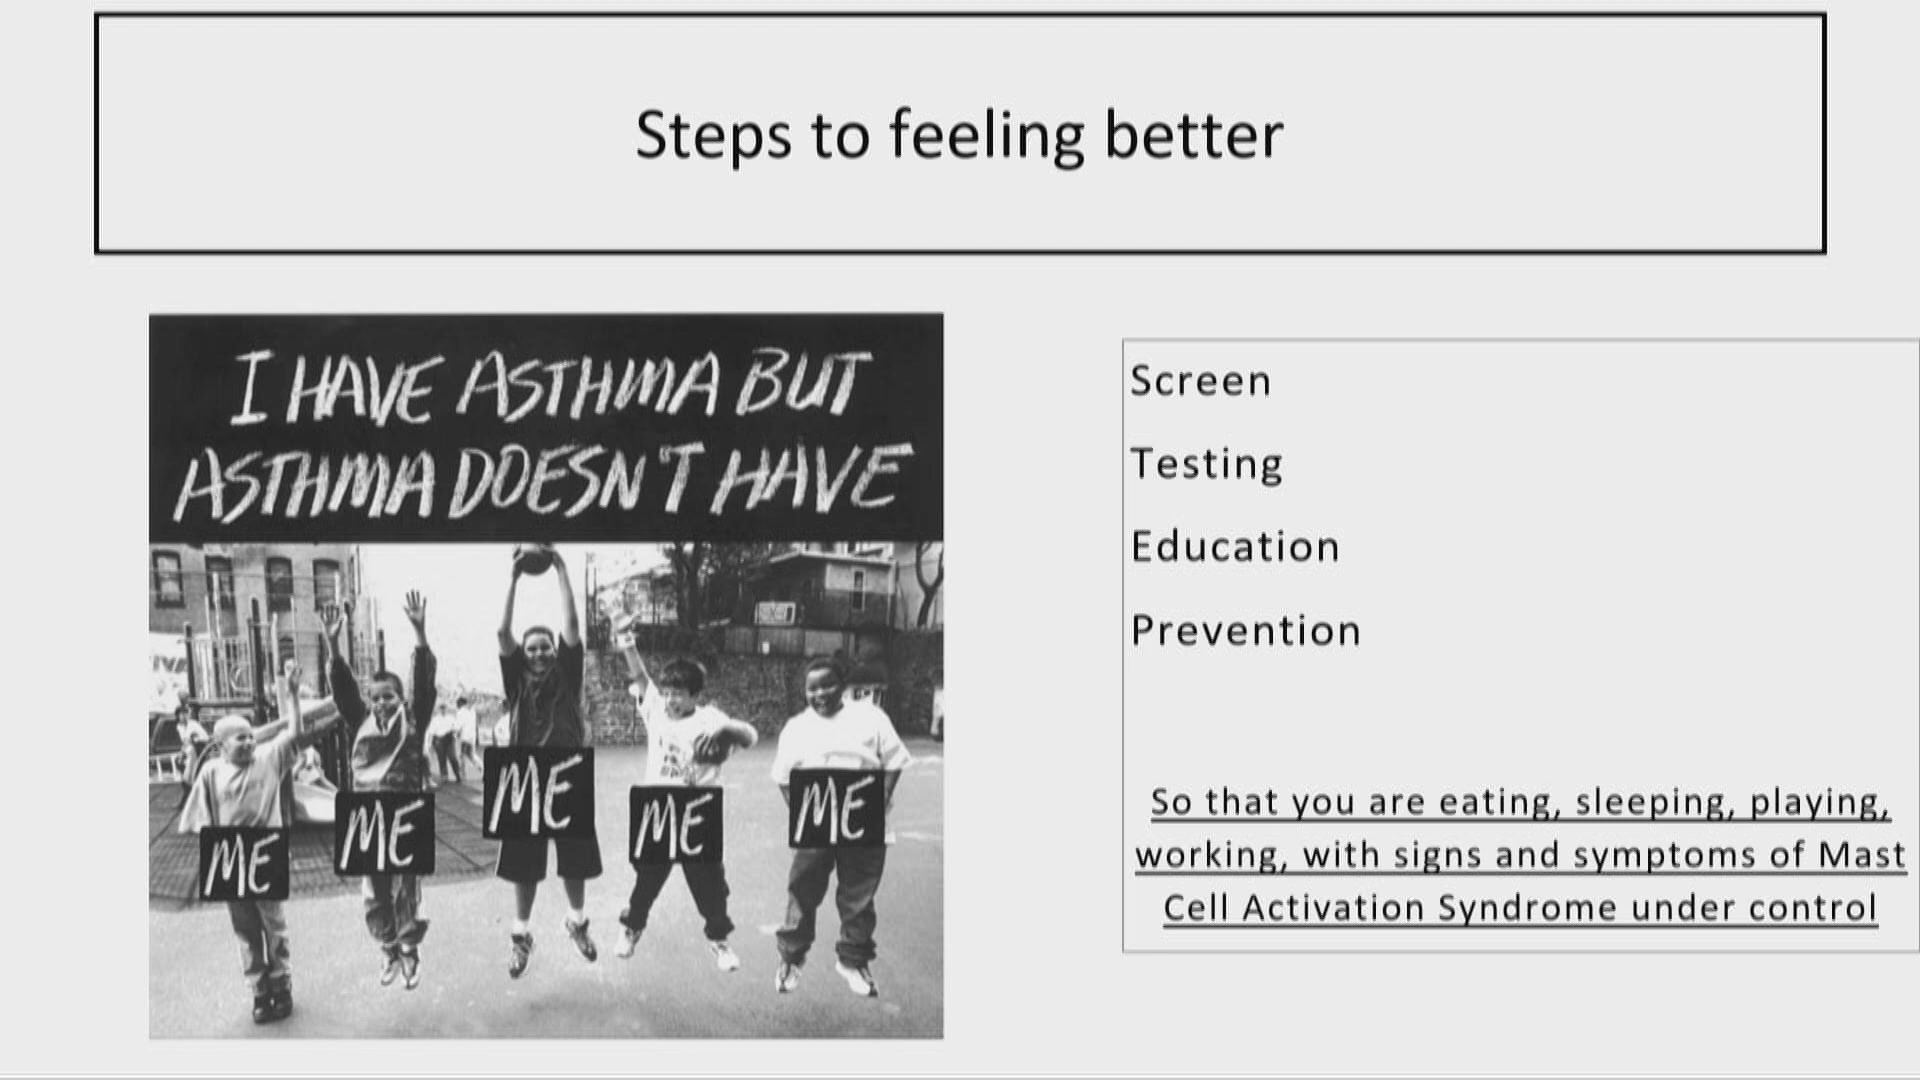 Steps to feeling better
I HAVE ASTHMA BUT
ASTHMA DOESN'T HAVE
ME
ME
ME
ME
ME
Screen
Testing
Education
Prevention
So that you are eating, sleeping, playing,
working, with signs and symptoms of Mast
Cell Activation Syndrome under control